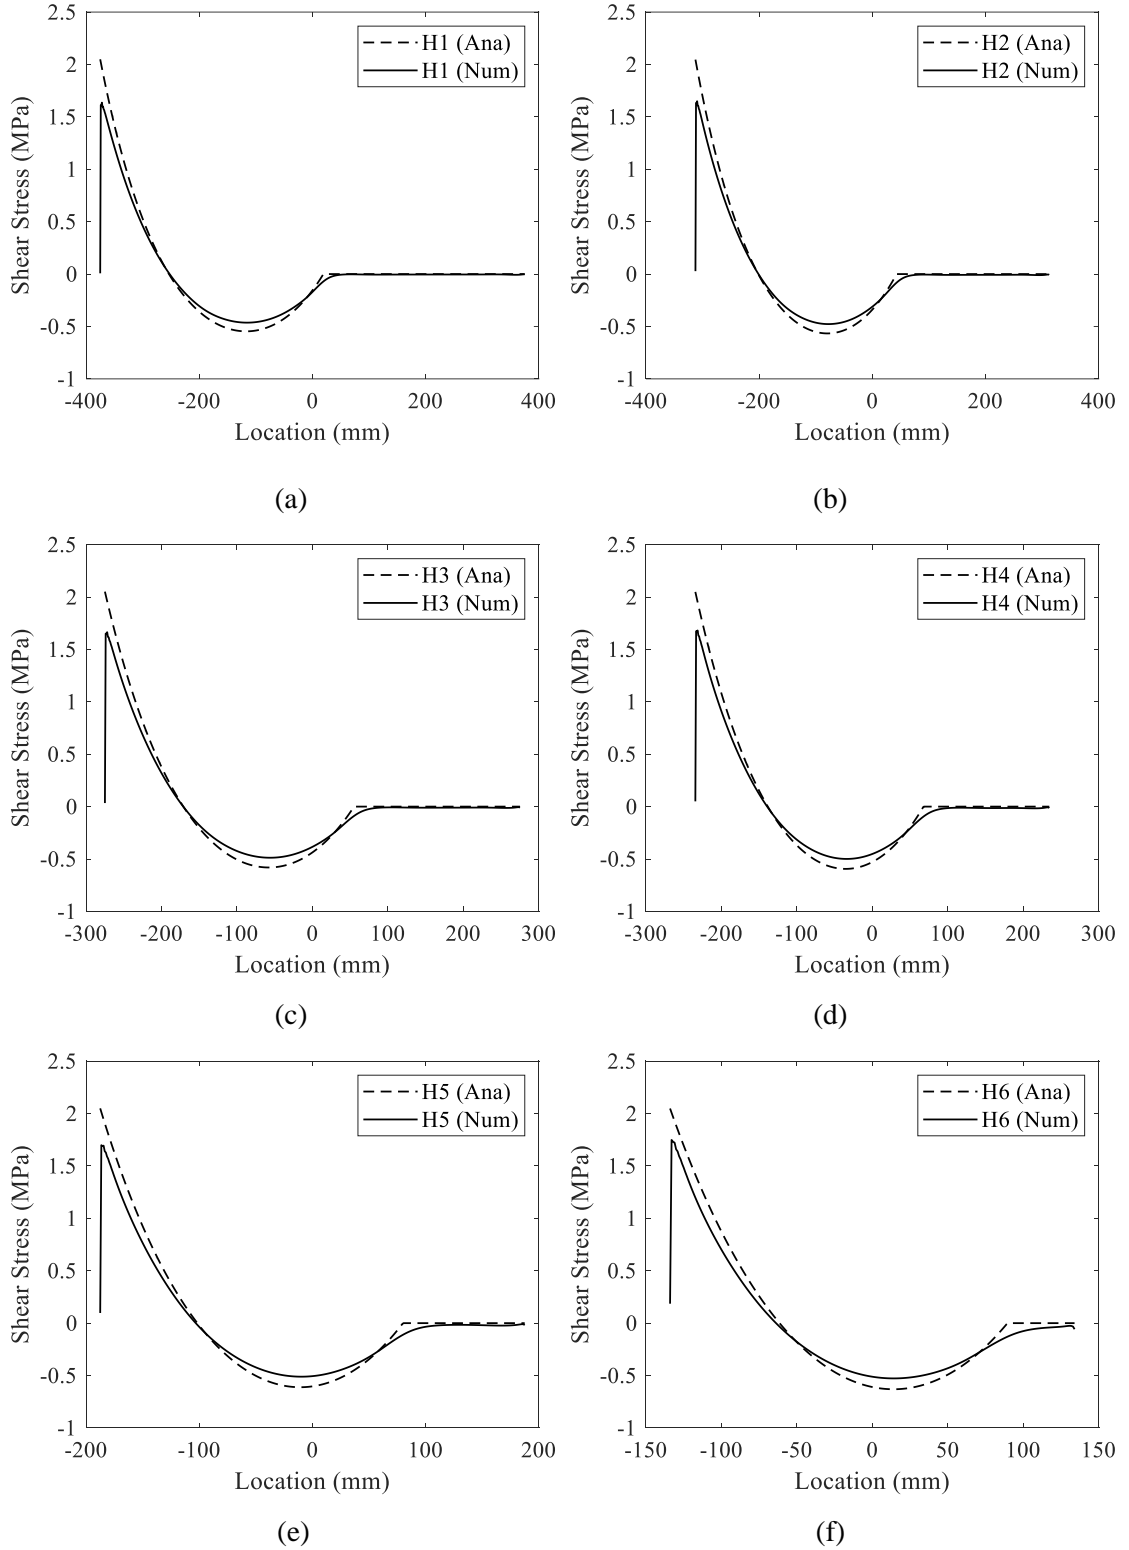 2.5
2
1.5
1
0.5
0
-0.5
-1
-400 -200 0 200 400
Shear Stress (MPa)
Location (mm)
H1 (Ana)
H1 (Num)
(a)
2.5
2
1.5
1
0.5
0
-0.5
-1
-400 -200 0 200 400
Shear Stress (MPa)
Location (mm)
H2 (Ana)
H2 (Num)
(b)
2.5
2
1.5
1
0.5
0
-0.5
-1
-300 -200 -100 0 100 200 300
Shear Stress (MPa)
Location (mm)
H3 (Ana)
H3 (Num)
(c)
2.5
2
1.5
1
0.5
0
-0.5
-1
-300 -200 -100 0 100 200 300
Shear Stress (MPa)
Location (mm)
H4 (Ana)
H4 (Num)
(d)
2.5
2
1.5
1
0.5
0
-0.5
-1
-200 -100 0 100 200
Shear Stress (MPa)
Location (mm)
H5 (Ana)
H5 (Num)
(e)
2.5
2
1.5
1
0.5
0
-0.5
-1
-150 -100 -50 0 50 100 150
Shear Stress (MPa)
Location (mm)
H6 (Ana)
H6 (Num)
(f)